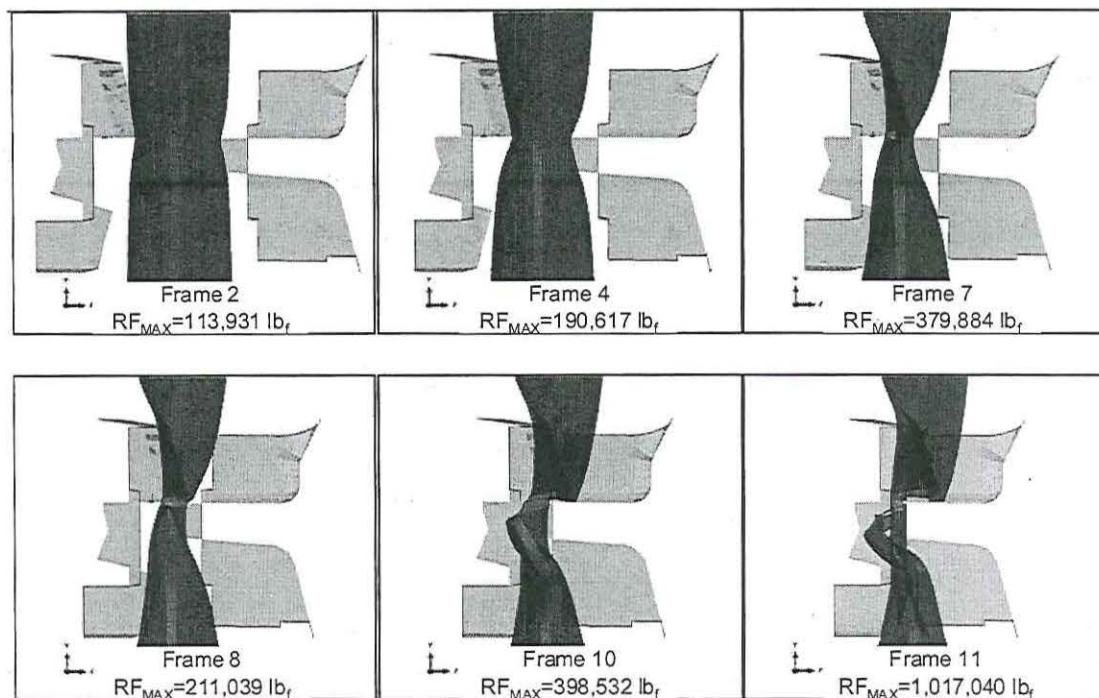 Frame 2
RF_MAX=113,931 lb_f
Frame 4
RF_MAX=190,617 lb_f
Frame 7
RF_MAX=379,884 lb_f
Frame 8
RF_MAX=211,039 lb_f
Frame 10
RF_MAX=398,532 lb_f
Frame 11
RF_MAX=1,017,040 lb_f